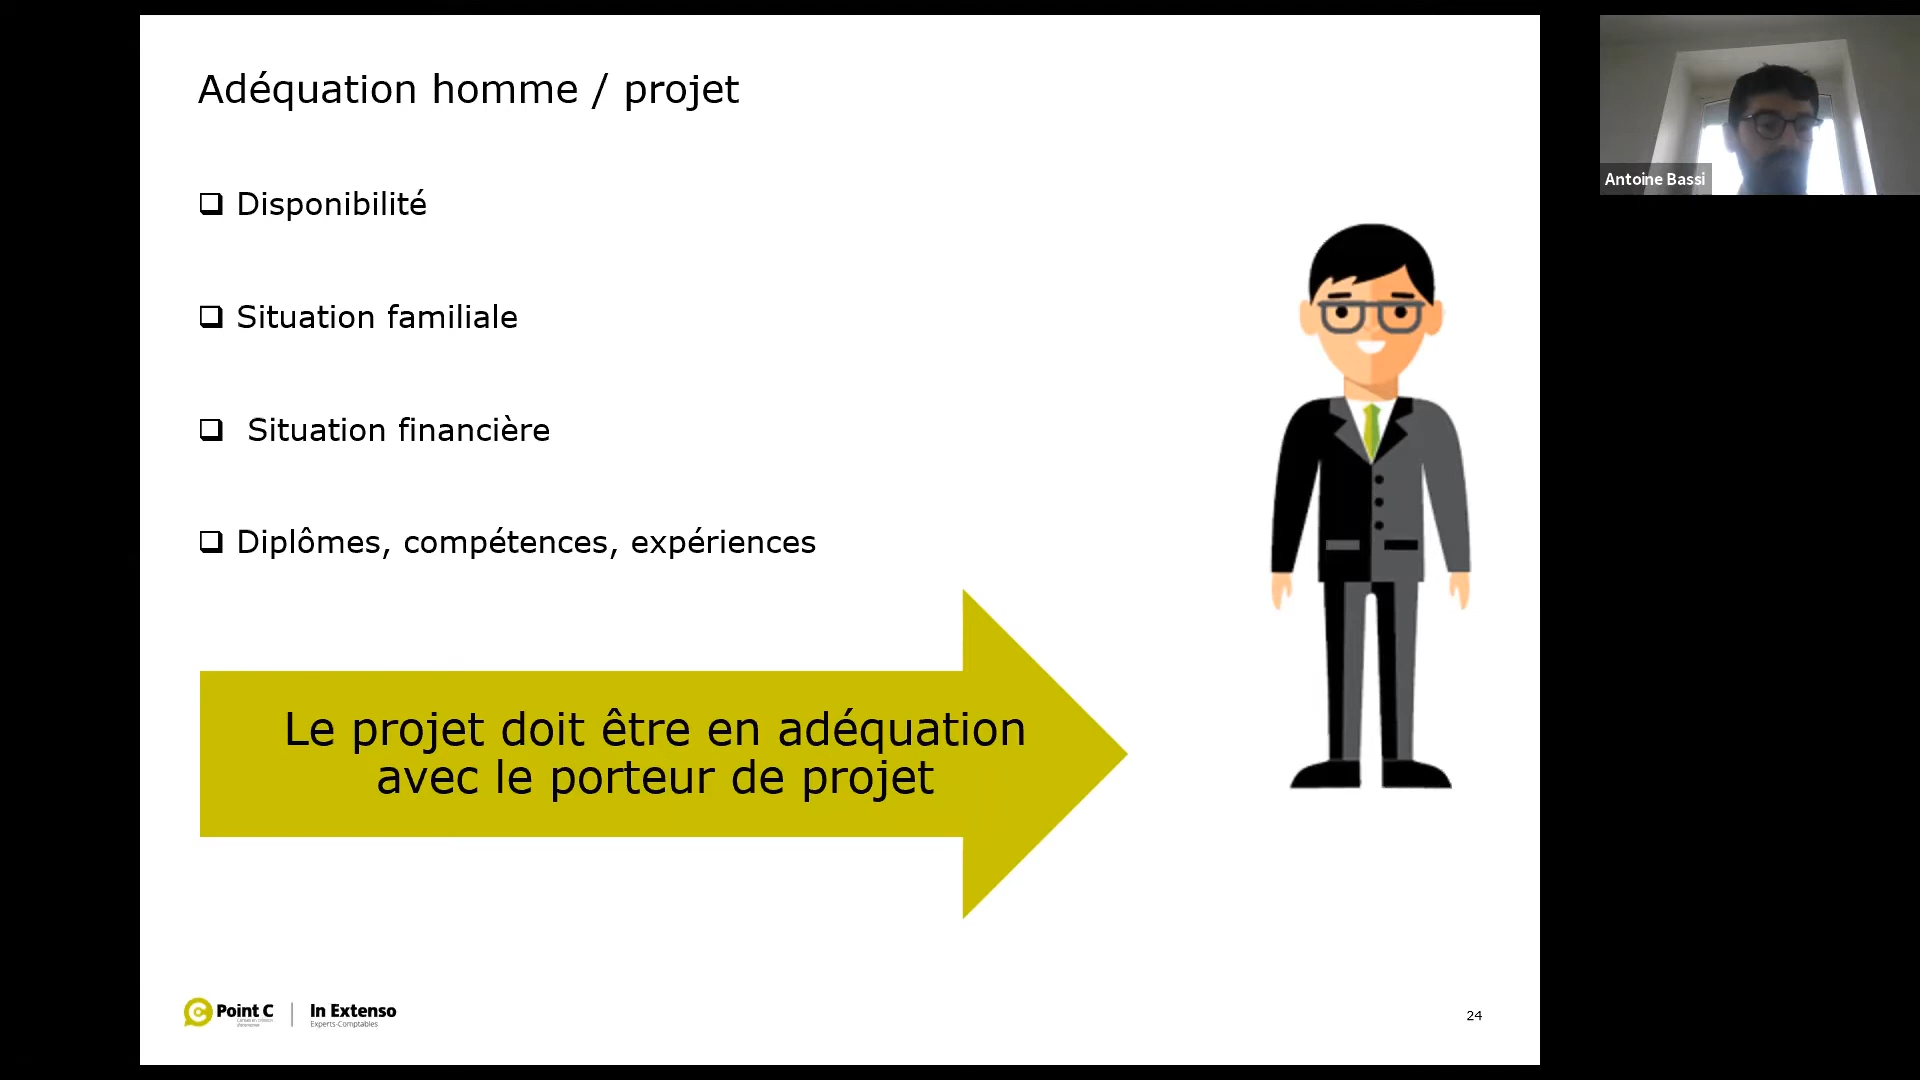 Adéquation homme / projet
Antoine Bassi
Disponibilité
Situation familiale
Situation financière
Diplômes, compétences, expériences
Le projet doit être en adéquation
avec le porteur de projet
Point C
In Extenso
Experts-Comptables
24